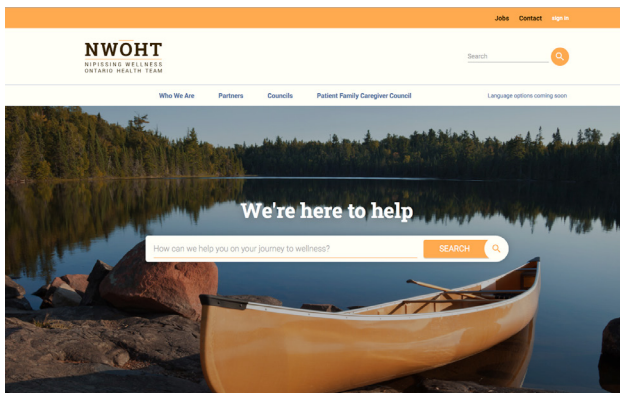 Jobs Contact sign in
NWOHT
NIPISSING WELLNESS
ONTARIO HEALTH TEAM
Search
Who We Are Partners Councils Patient Family Caregiver Council Language options coming soon
We're here to help
How can we help you on your journey to wellness? SEARCH